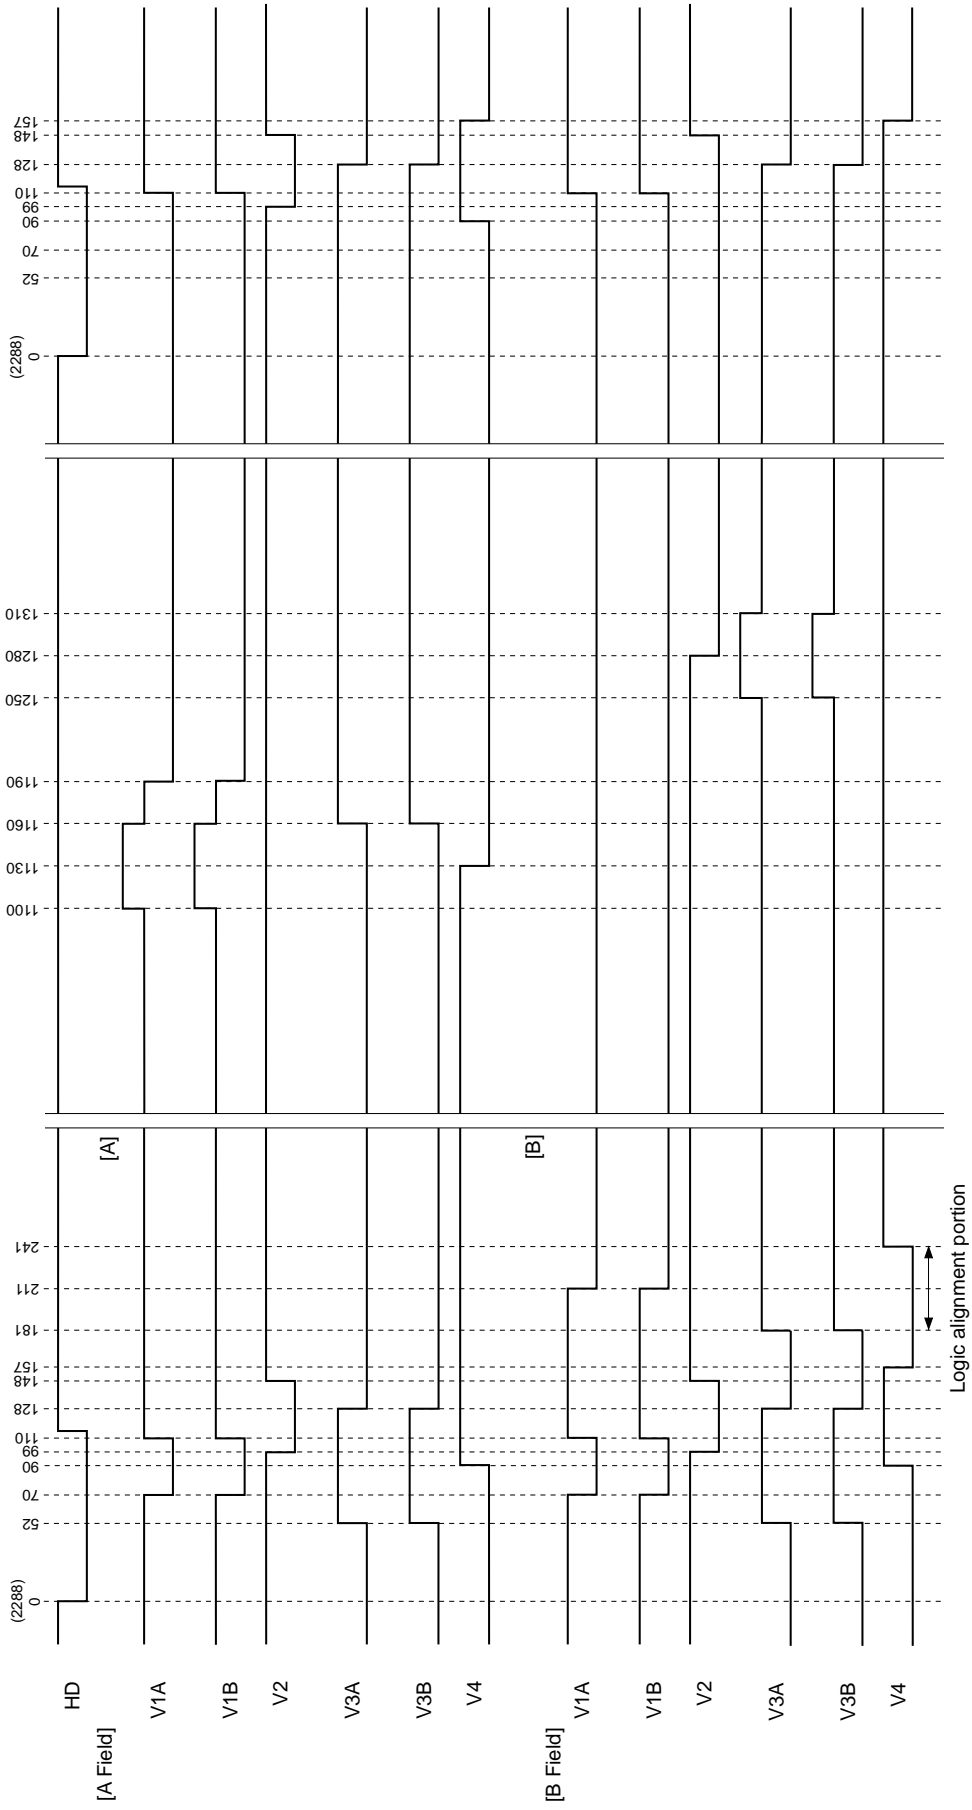 [A Field]
HD
V1A
V1B
V2
V3A
V3B
V4
[B Field]
V1A
V1B
V2
V3A
V3B
V4
(2288)
0
52
70
90
99
110
128
148
157
181
211
241
[A]
[B]
Logic alignment portion
1100
1130
1160
1190
1250
1280
1310
(2288)
0
52
70
90
99
110
128
148
157